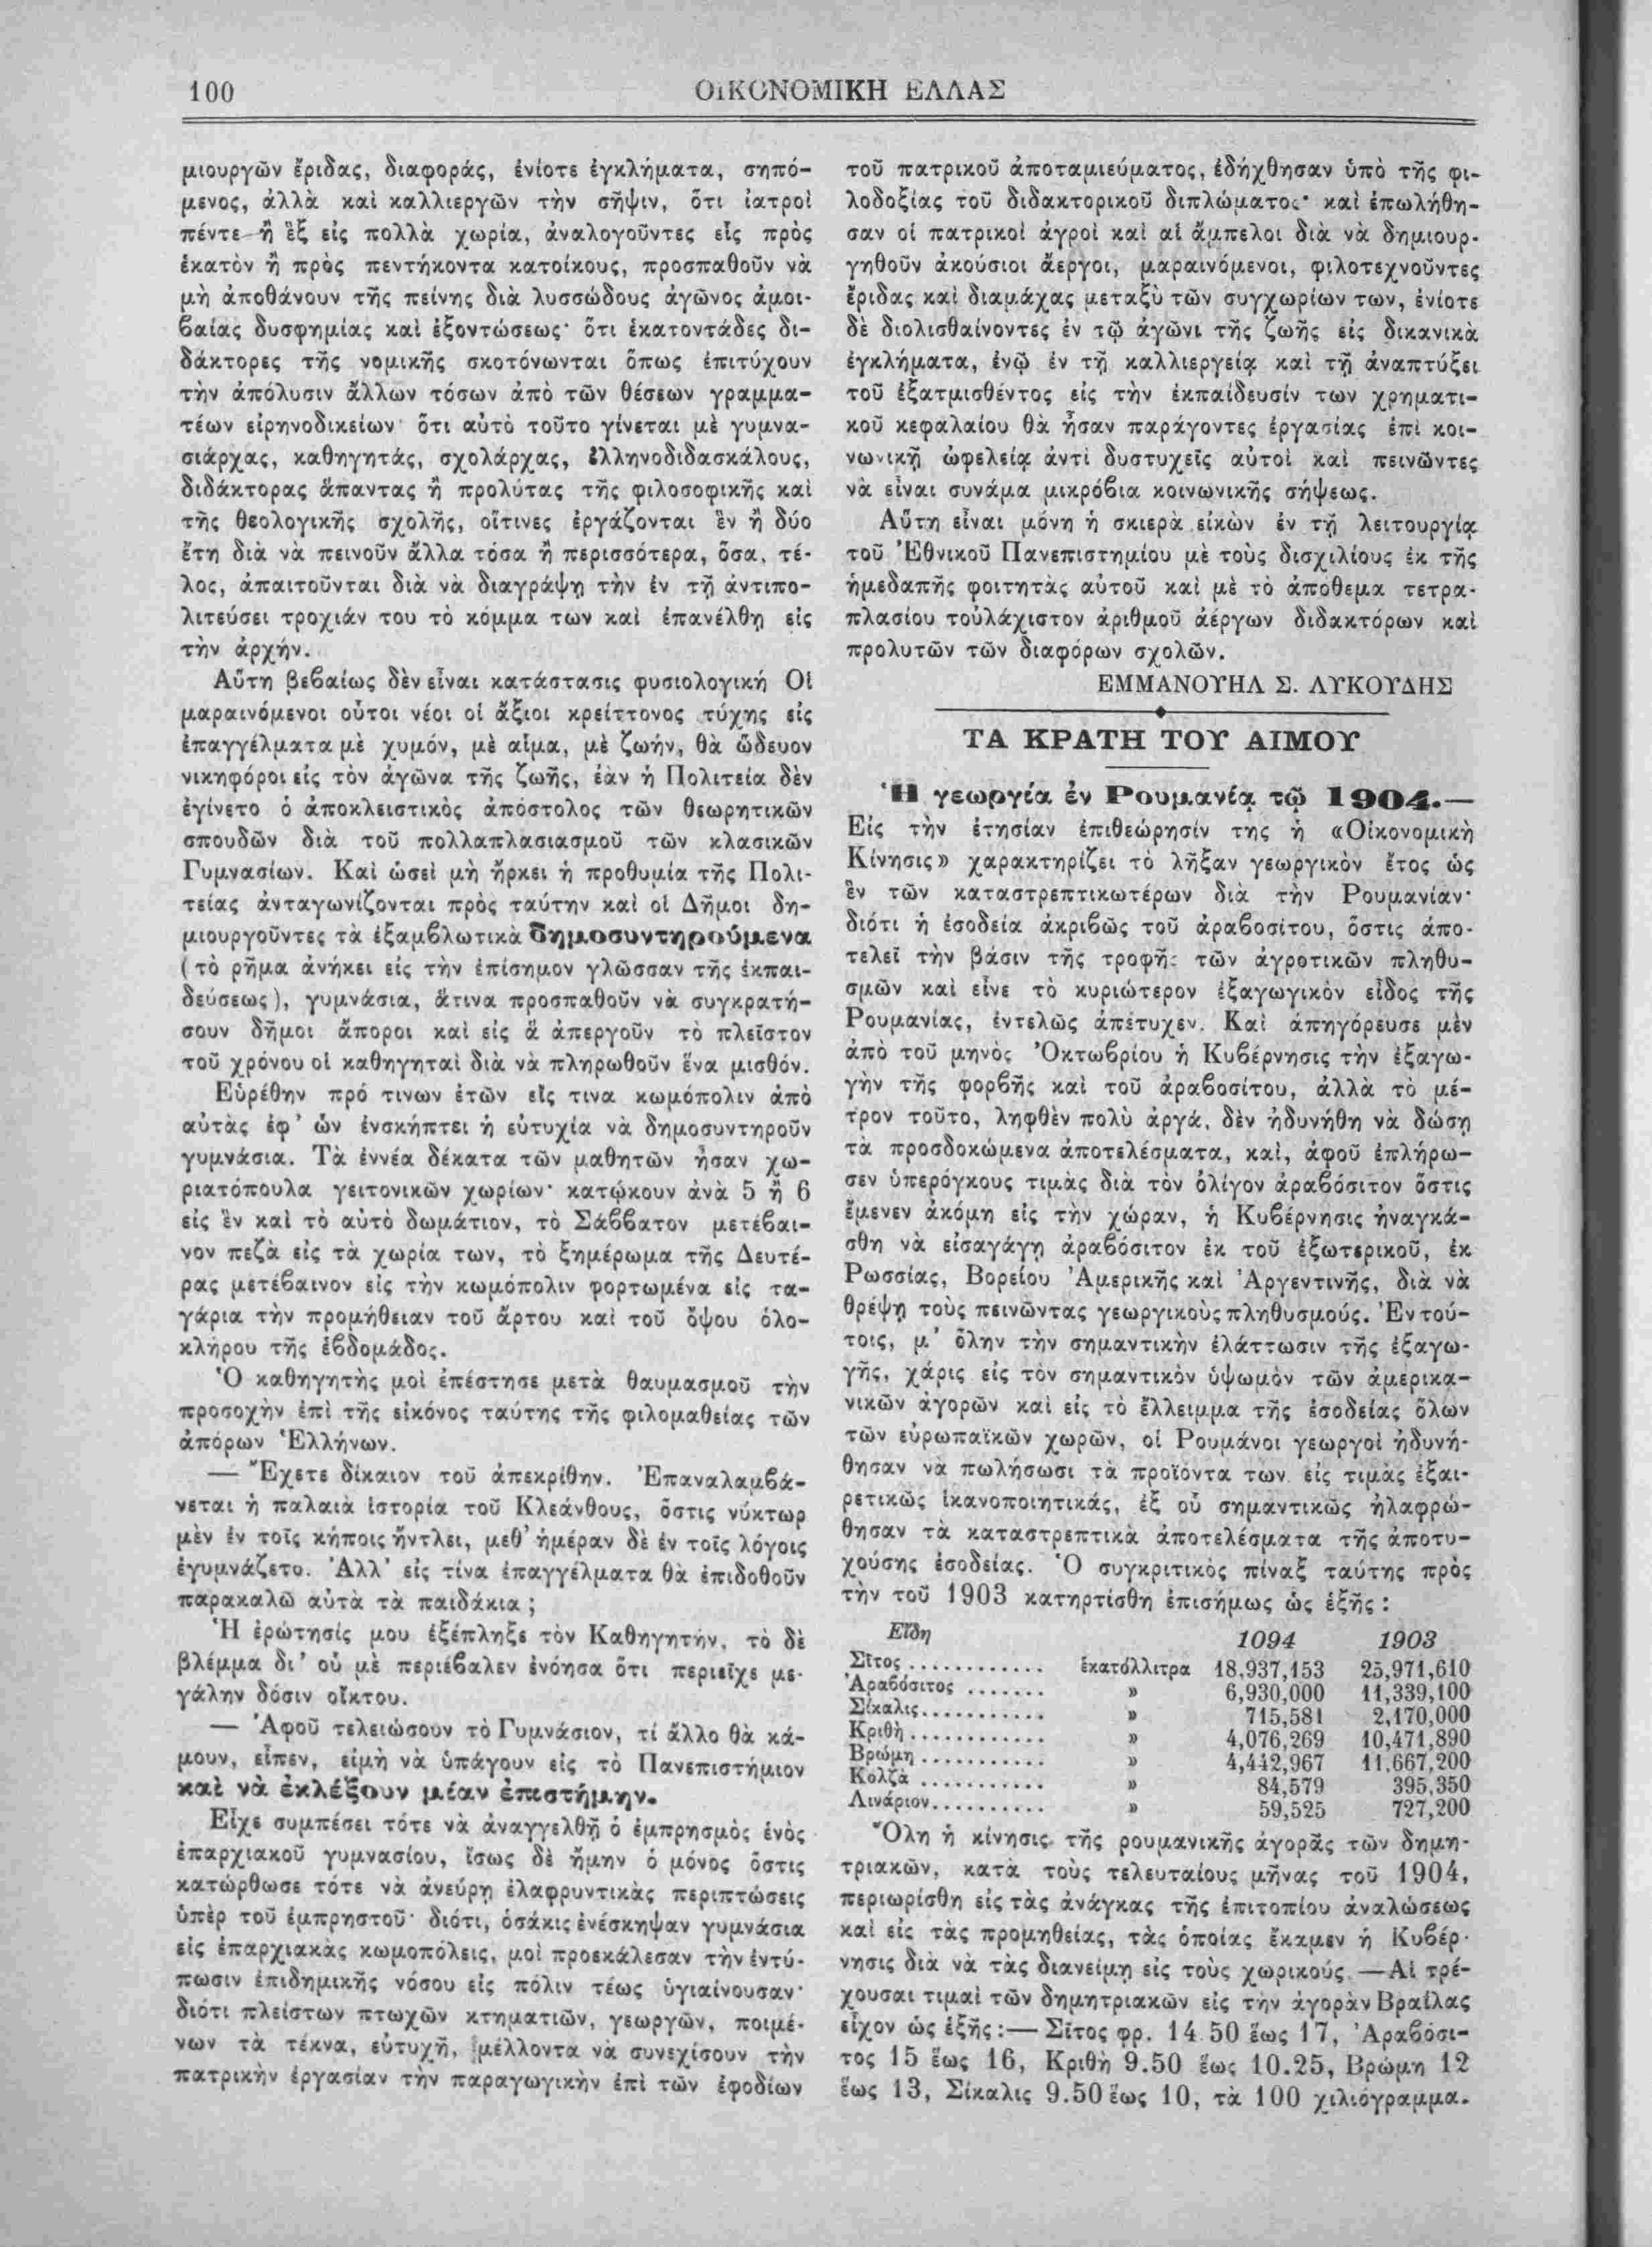 100
ΟΙΚΟΝΟΜΙΚΗ ΕΛΛΑΣ
μιουργῶν ἔριδας, διαφοράς, ἐνίοτε ἐγκλήματα, σηπό-
μενος, ἀλλὰ καὶ καλλιεργῶν τὴν σῆψιν, ὅτι ἰατροὶ
πέντε ἢ ἓξ εἰς πολλὰ χωρία, ἀναλογοῦντες εἷς πρὸς
ἑκατὸν ἢ πρὸς πεντήκοντα κατοίκους, προσπαθοῦν νὰ
μὴ ἀποθάνουν τῆς πείνης διὰ λυσσώδους ἀγῶνος ἀμοι-
βαίας δυσφημίας καὶ ἐξοντώσεως· ὅτι ἑκατοντάδες δι-
δάκτορες τῆς νομικῆς σκοτόνωνται ὅπως ἐπιτύχουν
τὴν ἀπόλυσιν ἄλλων τόσων ἀπὸ τῶν θέσεων γραμμα-
τέων εἰρηνοδικείων· ὅτι αὐτὸ τοῦτο γίνεται μὲ γυμνα-
σιάρχας, καθηγητάς, σχολάρχας, ἑλληνοδιδασκάλους,
διδάκτορας ἅπαντας ἢ προλύτας τῆς φιλοσοφικῆς καὶ
τῆς θεολογικῆς σχολῆς, οἵτινες ἐργάζονται ἓν ἢ δύο
ἔτη διὰ νὰ πεινοῦν ἄλλα τόσα ἢ περισσότερα, ὅσα, τέ-
λος, ἀπαιτοῦνται διὰ νὰ διαγράψῃ τὴν ἐν τῇ ἀντιπο-
λιτεύσει τροχιάν του τὸ κόμμα των καὶ ἐπανέλθῃ εἰς
τὴν ἀρχήν.
Αὕτη βεβαίως δὲν εἶναι κατάστασις φυσιολογική Οἱ
μαραινόμενοι οὗτοι νέοι οἱ ἄξιοι κρείττονος τύχης εἰς
ἐπαγγέλματα μὲ χυμόν, μὲ αἷμα, μὲ ζωήν, θὰ ὥδευον
νικηφόροι εἰς τὸν ἀγῶνα τῆς ζωῆς, ἐὰν ἡ Πολιτεία δὲν
ἐγίνετο ὁ ἀποκλειστικὸς ἀπόστολος τῶν θεωρητικῶν
σπουδῶν διὰ τοῦ πολλαπλασιασμοῦ τῶν κλασικῶν
Γυμνασίων. Καὶ ὡσεὶ μὴ ἤρκει ἡ προθυμία τῆς Πολι-
τείας ἀνταγωνίζονται πρὸς ταύτην καὶ οἱ Δῆμοι δη-
μιουργοῦντες τὰ ἐξαμβλωτικὰ δημοσυντηρούμενα
(τὸ ρῆμα ἀνήκει εἰς τὴν ἐπίσημον γλῶσσαν τῆς ἐκπαι-
δεύσεως), γυμνάσια, ἅτινα προσπαθοῦν νὰ συγκρατή-
σουν δῆμοι ἄποροι καὶ εἰς ἃ ἀπεργοῦν τὸ πλεῖστον
τοῦ χρόνου οἱ καθηγηταὶ διὰ νὰ πληρωθοῦν ἕνα μισθόν.
Εὑρέθην πρό τινων ἐτῶν εἴς τινα κωμόπολιν ἀπὸ
αὐτὰς ἐφ' ὧν ἐνσκήπτει ἡ εὐτυχία νὰ δημοσυντηροῦν
γυμνάσια. Τὰ ἐννέα δέκατα τῶν μαθητῶν ἦσαν χω-
ριατόπουλα γειτονικῶν χωρίων· κατῴκουν ἀνὰ 5 ἢ 6
εἰς ἓν καὶ τὸ αὐτὸ δωμάτιον, τὸ Σάββατον μετέβαι-
νον πεζὰ εἰς τὰ χωρία των, τὸ ξημέρωμα τῆς Δευτέ-
ρας μετέβαινον εἰς τὴν κωμόπολιν φορτωμένα εἰς τα-
γάρια τὴν προμήθειαν τοῦ ἄρτου καὶ τοῦ ὄψου ὁλο-
κλήρου τῆς ἑβδομάδος.
Ὁ καθηγητὴς μοὶ ἐπέστησε μετὰ θαυμασμοῦ τὴν
προσοχὴν ἐπὶ τῆς εἰκόνος ταύτης τῆς φιλομαθείας τῶν
ἀπόρων Ἑλλήνων.
— Ἔχετε δίκαιον τοῦ ἀπεκρίθην. Ἐπαναλαμβά-
νεται ἡ παλαιὰ ἱστορία τοῦ Κλεάνθους, ὅστις νύκτωρ
μὲν ἐν τοῖς κήποις ἤντλει, μεθ' ἡμέραν δὲ ἐν τοῖς λόγοις
ἐγυμνάζετο. Ἀλλ' εἰς τίνα ἐπαγγέλματα θὰ ἐπιδοθοῦν
παρακαλῶ αὐτὰ τὰ παιδάκια ;
Ἡ ἐρώτησίς μου ἐξέπληξε τὸν Καθηγητήν, τὸ δὲ
βλέμμα δι' οὗ μὲ περιέβαλεν ἐνόησα ὅτι περιεῖχε με-
γάλην δόσιν οἴκτου.
— Ἀφοῦ τελειώσουν τὸ Γυμνάσιον, τί ἄλλο θὰ κά-
μουν, εἶπεν, εἰμὴ νὰ ὑπάγουν εἰς τὸ Πανεπιστήμιον
καὶ νὰ ἐκλέξουν μίαν ἐπιστήμην.
Εἶχε συμπέσει τότε νὰ ἀναγγελθῇ ὁ ἐμπρησμὸς ἑνὸς
ἐπαρχιακοῦ γυμνασίου, ἴσως δὲ ἤμην ὁ μόνος ὅστις
κατώρθωσε τότε νὰ ἀνεύρῃ ἐλαφρυντικὰς περιπτώσεις
ὑπὲρ τοῦ ἐμπρηστοῦ· διότι, ὁσάκις ἐνέσκηψαν γυμνάσια
εἰς ἐπαρχιακὰς κωμοπόλεις, μοὶ προεκάλεσαν τὴν ἐντύ-
πωσιν ἐπιδημικῆς νόσου εἰς πόλιν τέως ὑγιαίνουσαν·
διότι πλείστων πτωχῶν κτηματιῶν, γεωργῶν, ποιμέ-
νων τὰ τέκνα, εὐτυχῆ, μέλλοντα νὰ συνεχίσουν τὴν
πατρικὴν ἐργασίαν τὴν παραγωγικὴν ἐπὶ τῶν ἐφοδίων
τοῦ πατρικοῦ ἀποταμιεύματος, ἐδήχθησαν ὑπὸ τῆς φι-
λοδοξίας τοῦ διδακτορικοῦ διπλώματος· καὶ ἐπωλήθη-
σαν οἱ πατρικοὶ ἀγροὶ καὶ αἱ ἄμπελοι διὰ νὰ δημιουρ-
γηθοῦν ἀκούσιοι ἄεργοι, μαραινόμενοι, φιλοτεχνοῦντες
ἔριδας καὶ διαμάχας μεταξὺ τῶν συγχωρίων των, ἐνίοτε
δὲ διολισθαίνοντες ἐν τῷ ἀγῶνι τῆς ζωῆς εἰς δικανικὰ
ἐγκλήματα, ἐνῷ ἐν τῇ καλλιεργείᾳ καὶ τῇ ἀναπτύξει
τοῦ ἐξατμισθέντος εἰς τὴν ἐκπαίδευσίν των χρηματι-
κοῦ κεφαλαίου θὰ ἦσαν παράγοντες ἐργασίας ἐπὶ κοι-
νωνικῇ ὠφελείᾳ ἀντὶ δυστυχεῖς αὐτοὶ καὶ πεινῶντες
νὰ εἶναι συνάμα μικρόβια κοινωνικῆς σήψεως.
Αὕτη εἶναι μόνη ἡ σκιερὰ εἰκὼν ἐν τῇ λειτουργίᾳ
τοῦ Ἐθνικοῦ Πανεπιστημίου μὲ τοὺς δισχιλίους ἐκ τῆς
ἡμεδαπῆς φοιτητὰς αὐτοῦ καὶ μὲ τὸ ἀπόθεμα τετρα-
πλασίου τοὐλάχιστον ἀριθμοῦ ἀέργων διδακτόρων καὶ
προλυτῶν τῶν διαφόρων σχολῶν.
ΕΜΜΑΝΟΥΗΛ Σ. ΛΥΚΟΥΔΗΣ
ΤΑ ΚΡΑΤΗ ΤΟΥ ΑΙΜΟΥ
Ἡ γεωργία ἐν Ρουμανίᾳ τῷ 1904.—
Εἰς τὴν ἐτησίαν ἐπιθεώρησίν της ἡ «Οἰκονομικὴ
Κίνησις» χαρακτηρίζει τὸ λῆξαν γεωργικὸν ἔτος ὡς
ἓν τῶν καταστρεπτικωτέρων διὰ τὴν Ρουμανίαν·
διότι ἡ ἐσοδεία ἀκριβῶς τοῦ ἀραβοσίτου, ὅστις ἀπο-
τελεῖ τὴν βάσιν τῆς τροφῆς τῶν ἀγροτικῶν πληθυ-
σμῶν καὶ εἶνε τὸ κυριώτερον ἐξαγωγικὸν εἶδος τῆς
Ρουμανίας, ἐντελῶς ἀπέτυχεν. Καὶ ἀπηγόρευσε μὲν
ἀπὸ τοῦ μηνὸς Ὀκτωβρίου ἡ Κυβέρνησις τὴν ἐξαγω-
γὴν τῆς φορβῆς καὶ τοῦ ἀραβοσίτου, ἀλλὰ τὸ μέ-
τρον τοῦτο, ληφθὲν πολὺ ἀργά, δὲν ἠδυνήθη νὰ δώσῃ
τὰ προσδοκώμενα ἀποτελέσματα, καὶ, ἀφοῦ ἐπλήρω-
σεν ὑπερόγκους τιμὰς διὰ τὸν ὀλίγον ἀραβόσιτον ὅστις
ἔμενεν ἀκόμη εἰς τὴν χώραν, ἡ Κυβέρνησις ἠναγκά-
σθη νὰ εἰσαγάγῃ ἀραβόσιτον ἐκ τοῦ ἐξωτερικοῦ, ἐκ
Ρωσσίας, Βορείου Ἀμερικῆς καὶ Ἀργεντινῆς, διὰ νὰ
θρέψῃ τοὺς πεινῶντας γεωργικοὺς πληθυσμούς. Ἐν τού-
τοις, μ' ὅλην τὴν σημαντικὴν ἐλάττωσιν τῆς ἐξαγω-
γῆς, χάρις εἰς τὸν σημαντικὸν ὑψωμὸν τῶν ἀμερικα-
νικῶν ἀγορῶν καὶ εἰς τὸ ἔλλειμμα τῆς ἐσοδείας ὅλων
τῶν εὐρωπαϊκῶν χωρῶν, οἱ Ρουμάνοι γεωργοὶ ἠδυνή-
θησαν νὰ πωλήσωσι τὰ προϊόντα των εἰς τιμὰς ἐξαι-
ρετικῶς ἱκανοποιητικάς, ἐξ οὗ σημαντικῶς ἠλαφρώ-
θησαν τὰ καταστρεπτικὰ ἀποτελέσματα τῆς ἀποτυ-
χούσης ἐσοδείας. Ὁ συγκριτικὸς πίναξ ταύτης πρὸς
τὴν τοῦ 1903 κατηρτίσθη ἐπισήμως ὡς ἑξῆς :
Εἴδη 1094 1903
Σῖτος ............ ἑκατόλλιτρα 18,937,153 25,971,610
Ἀραβόσιτος ....... » 6,930,000 11,339,100
Σίκαλις........... » 715,581 2,170,000
Κριθὴ ............ » 4,076,269 10,471,890
Βρώμη ........... » 4,442,967 11,667,200
Κολζὰ ........... » 84,579 395,350
Λινάριον.......... » 59,525 727,200
Ὅλη ἡ κίνησις τῆς ρουμανικῆς ἀγορᾶς τῶν δημη-
τριακῶν, κατὰ τοὺς τελευταίους μῆνας τοῦ 1904,
περιωρίσθη εἰς τὰς ἀνάγκας τῆς ἐπιτοπίου ἀναλώσεως
καὶ εἰς τὰς προμηθείας, τὰς ὁποίας ἔκαμεν ἡ Κυβέρ-
νησις διὰ νὰ τὰς διανείμῃ εἰς τοὺς χωρικούς.—Αἱ τρέ-
χουσαι τιμαὶ τῶν δημητριακῶν εἰς τὴν ἀγορὰν Βραΐλας
εἶχον ὡς ἑξῆς:— Σῖτος φρ. 14.50 ἕως 17, Ἀραβόσι-
τος 15 ἕως 16, Κριθὴ 9.50 ἕως 10.25, Βρώμη 12
ἕως 13, Σίκαλις 9.50 ἕως 10, τὰ 100 χιλιόγραμμα.